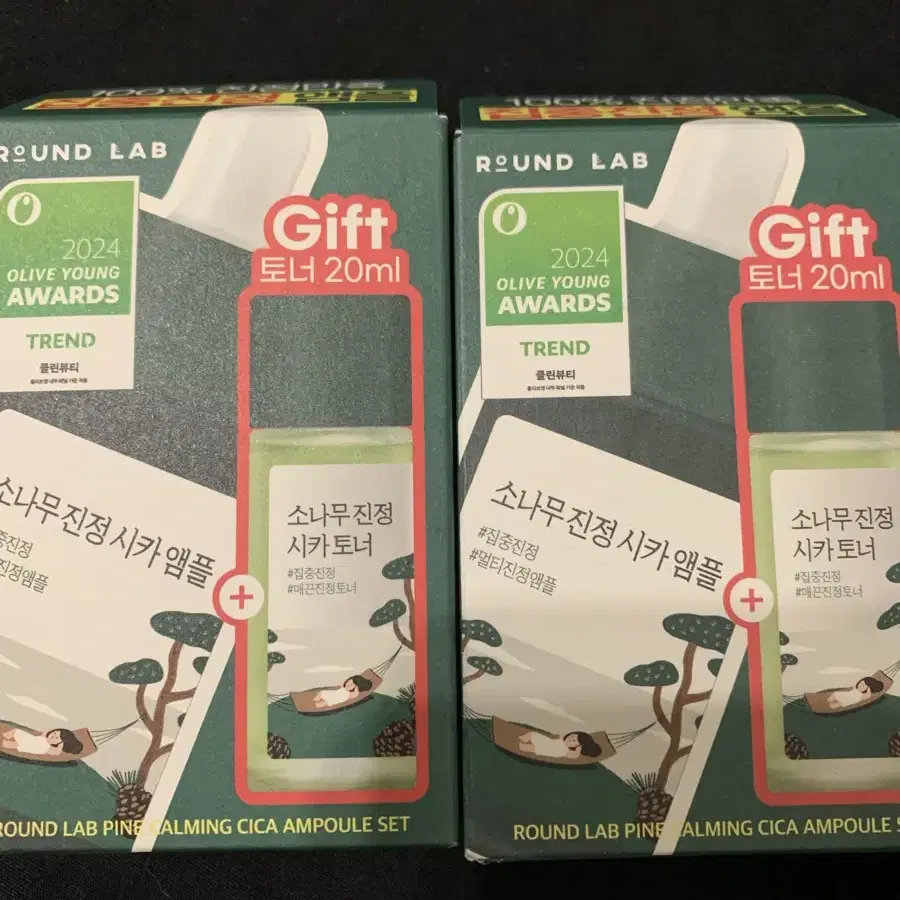 ROUND LAB
2024
OLIVE YOUNG
AWARDS
TREND
클린뷰티
Gift
토너 20ml
소나무 진정 시카 앰플
#집중진정
진정앰플
+
소나무 진정
시카 토너
#집중진정
#매끈진정토너
ROUND LAB PINE CALMING CICA AMPOULE SET
100%
ROUND LAB
2024
OLIVE YOUNG
AWARDS
TREND
클린뷰티
Gift
토너 20ml
소나무 진정 시카 앰플
#집중진정
#멀티진정앰플
+
소나무 진정
시카 토너
#집중진정
#매끈진정토너
ROUND LAB PINE CALMING CICA AMPOULE S